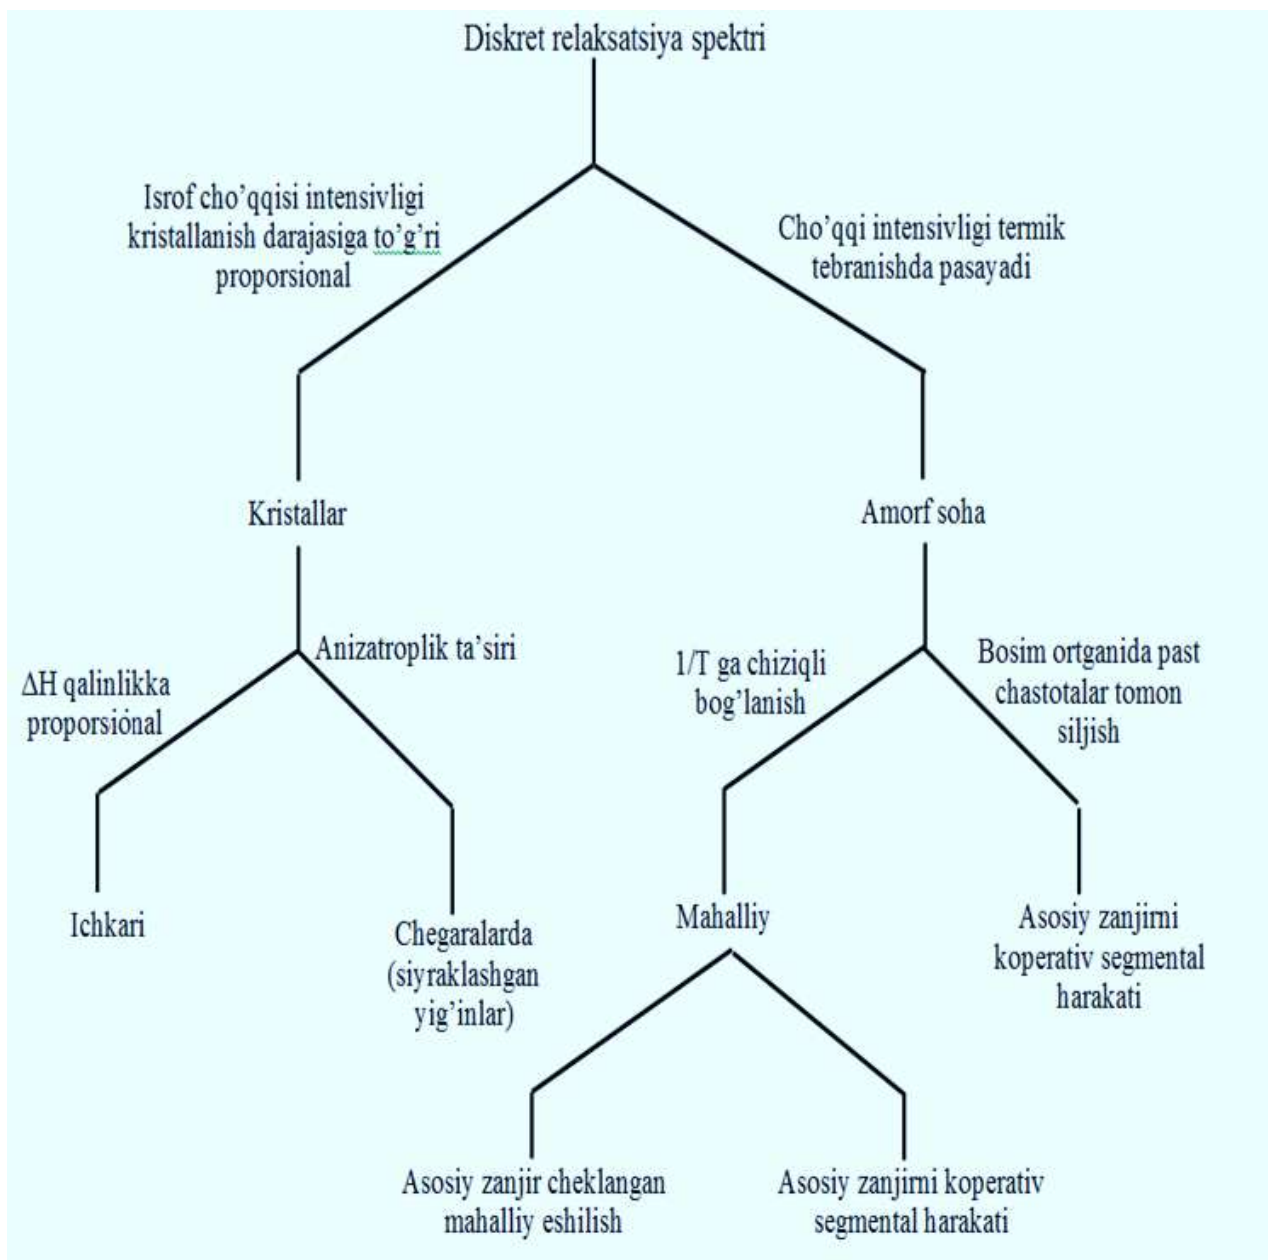 Diskret relaksatsiya spektri
Isrof cho’qqisi intensivligi
kristallanish darajasiga to’g’ri
proporsional
Cho’qqi intensivligi termik
tebranishda pasayadi
Kristallar
Amorf soha
Anizatroplik ta’siri
ΔH qalinlikka
proporsional
1/T ga chiziqli
bog’lanish
Bosim ortganida past
chastotalar tomon
siljish
Ichkari
Chegaralarda
(siyraklashgan
yig’inlar)
Mahalliy
Asosiy zanjirni
koperativ segmental
harakati
Asosiy zanjir cheklangan
mahalliy eshilish
Asosiy zanjirni koperativ
segmental harakati